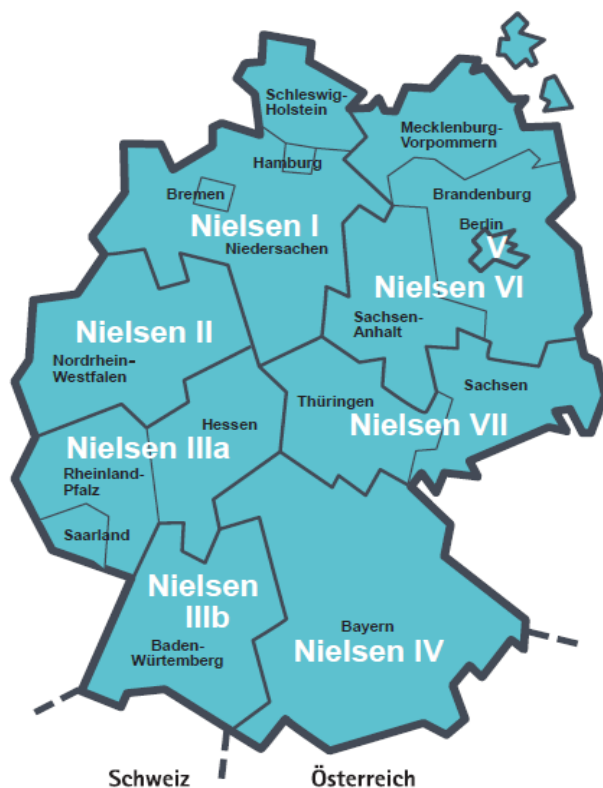 Schleswig-
Holstein
Mecklenburg-
Vorpommern
Hamburg
Bremen
Brandenburg
Berlin
Nielsen I
V
Niedersachen
Nielsen VI
Nielsen II
Sachsen-
Anhalt
Nordrhein-
Westfalen
Sachsen
Thüringen
Hessen
Nielsen VII
Nielsen IIIa
Rheinland-
Pfalz
Saarland
Nielsen
IIIb
Bayern
Baden-
Würtemberg
Nielsen IV
Schweiz
Österreich